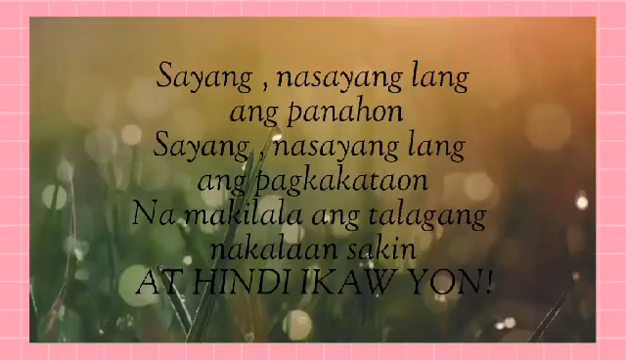 Sayang , nasayang lang
ang panahon
Sayang , nasayang lang
ang pagkakataon
Na makilala ang talagang
nakalaan sakin
AT HINDI IKAW YON!